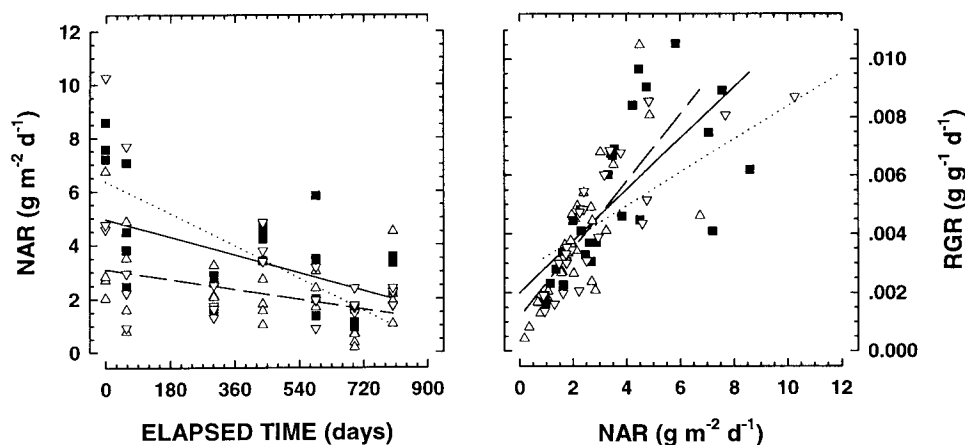 12
10
8
6
4
2
0
NAR (g m⁻² d⁻¹)
0 180 360 540 720 900
ELAPSED TIME (days)
.010
.008
.006
.004
.002
0.000
RGR (g g⁻¹ d⁻¹)
0 2 4 6 8 10 12
NAR (g m⁻² d⁻¹)